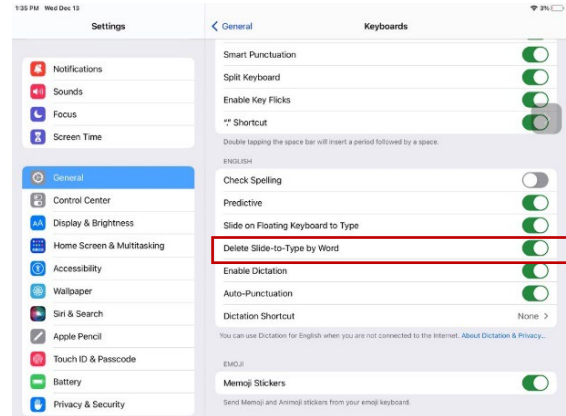 1:35 PM Wed Dec 13
3%
Settings
General
Keyboards
Notifications
Sounds
Focus
Screen Time
General
Control Center
AA
Display & Brightness
Home Screen & Multitasking
Accessibility
Wallpaper
Siri & Search
Apple Pencil
Touch ID & Passcode
Battery
Privacy & Security
Smart Punctuation
Split Keyboard
Enable Key Flicks
"." Shortcut
Double tapping the space bar will insert a period followed by a space.
ENGLISH
Check Spelling
Predictive
Slide on Floating Keyboard to Type
Delete Slide-to-Type by Word
Enable Dictation
Auto-Punctuation
Dictation Shortcut
None >
You can use Dictation for English when you are not connected to the Internet. About Dictation & Privacy...
EMOJI
Memoji Stickers
Send Memoji and Animoji stickers from your emoji keyboard.